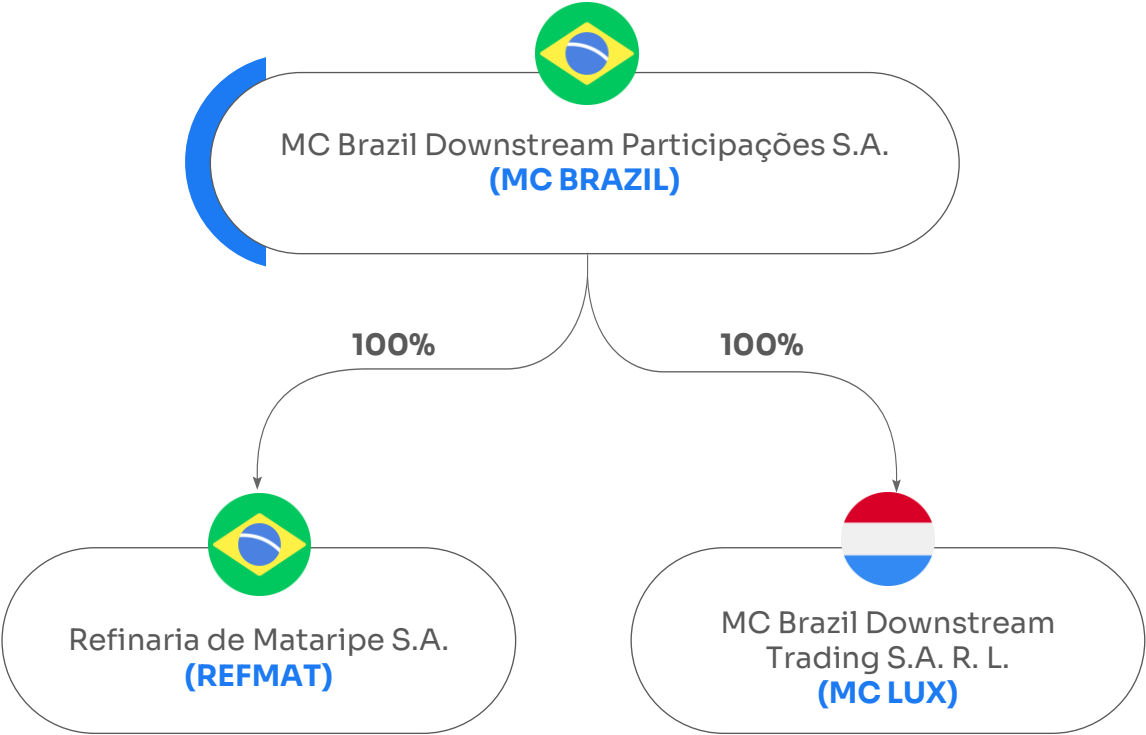 MC Brazil Downstream Participações S.A.
(MC BRAZIL)
100%
100%
Refinaria de Mataripe S.A.
(REFMAT)
MC Brazil Downstream
Trading S.A. R. L.
(MC LUX)